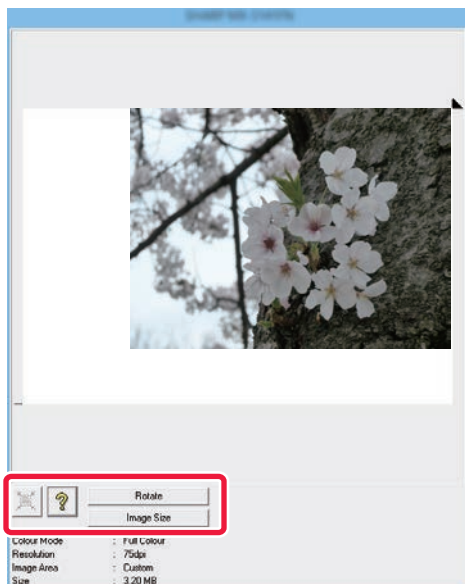 Rotate
Image Size
Colour Mode : Full Colour
Resolution : 75dpi
Image Area : Custom
Size : 3.20 MB